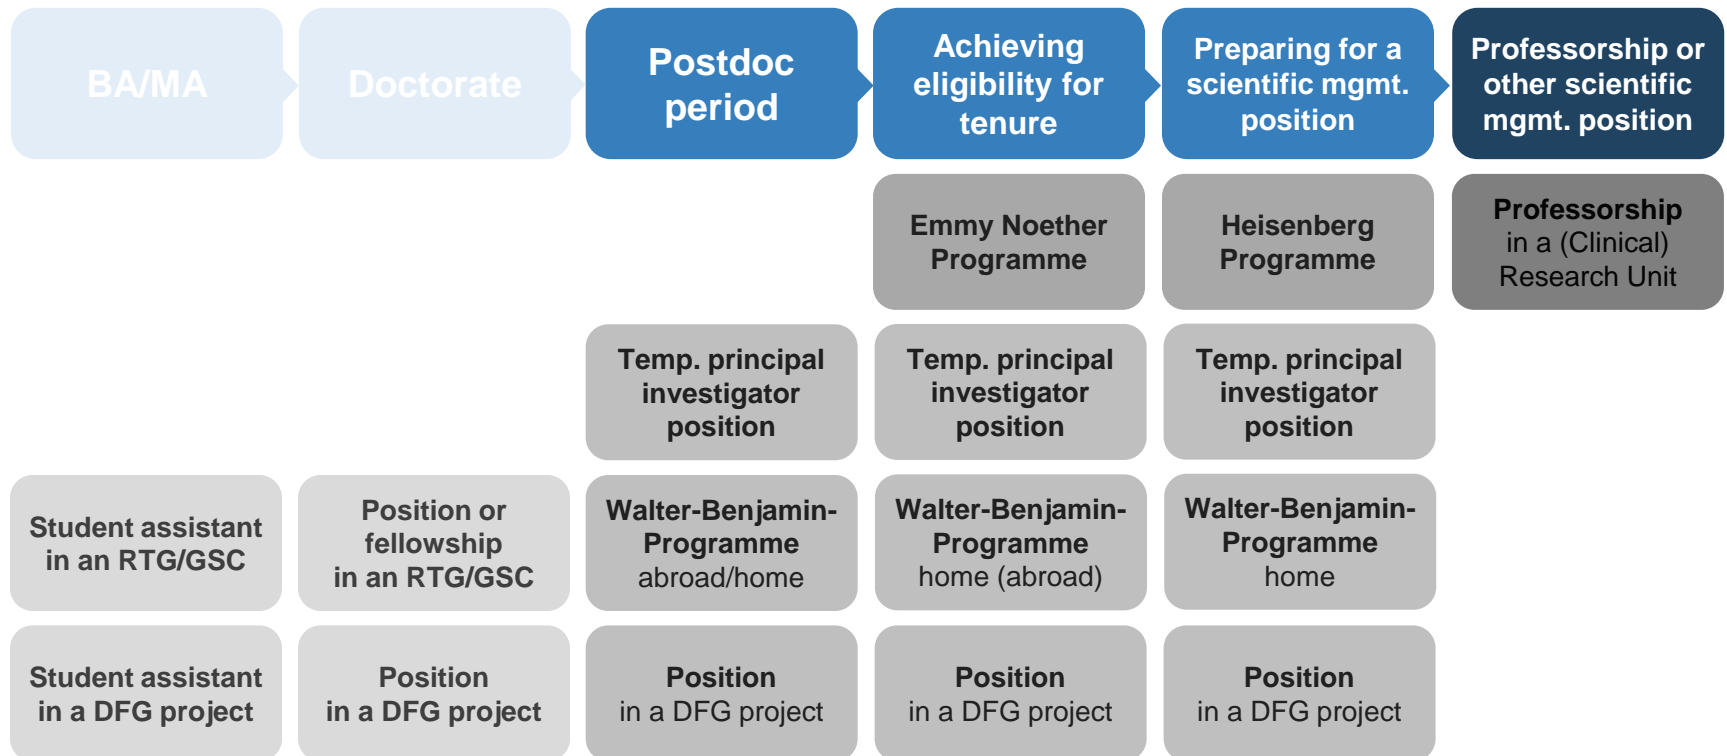 BA/MA
Doctorate
Postdoc
period
Achieving
eligibility for
tenure
Preparing for a
scientific mgmt.
position
Professorship or
other scientific
mgmt. position
Emmy Noether
Programme
Heisenberg
Programme
Professorship
in a (Clinical)
Research Unit
Temp. principal
investigator
position
Temp. principal
investigator
position
Temp. principal
investigator
position
Student assistant
in an RTG/GSC
Position or
fellowship
in an RTG/GSC
Walter-Benjamin-
Programme
abroad/home
Walter-Benjamin-
Programme
home (abroad)
Walter-Benjamin-
Programme
home
Student assistant
in a DFG project
Position
in a DFG project
Position
in a DFG project
Position
in a DFG project
Position
in a DFG project